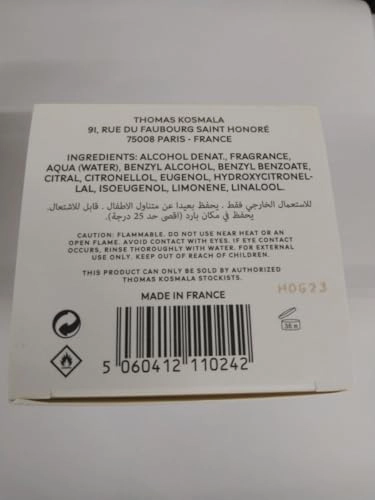 THOMAS KOSMALA
91, RUE DU FAUBOURG SAINT HONORÉ
75008 PARIS - FRANCE
INGREDIENTS: ALCOHOL DENAT., FRAGRANCE,
AQUA (WATER), BENZYL ALCOHOL, BENZYL BENZOATE,
CITRAL, CITRONELLOL, EUGENOL, HYDROXYCITRONEL-
LAL, ISOEUGENOL, LIMONENE, LINALOOL.
للاستعمال الخارجي فقط . يحفظ بعيدا عن متناول الاطفال . قابل للاشتعال.
يحفظ في مكان بارد (اقصى حد 25 درجة).
CAUTION: FLAMMABLE. DO NOT USE NEAR HEAT OR AN
OPEN FLAME. AVOID CONTACT WITH EYES. IF EYE CONTACT
OCCURS, RINSE THOROUGHLY WITH WATER. FOR EXTERNAL
USE ONLY. KEEP OUT OF REACH OF CHILDREN.
THIS PRODUCT CAN ONLY BE SOLD BY AUTHORIZED
THOMAS KOSMALA STOCKISTS.
H0G23
MADE IN FRANCE
36 M
5 060412 110242